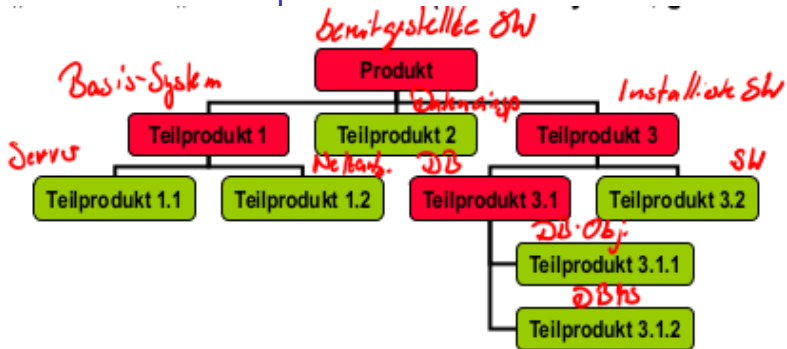 bereitgestellte SW
Produkt
Basis-System
Installierte SW
Teilprodukt 1
Teilprodukt 2
Teilprodukt 3
Server
DB
SW
Teilprodukt 1.1
Teilprodukt 1.2
Teilprodukt 3.1
Teilprodukt 3.2
DB-Obj.
Teilprodukt 3.1.1
DBMS
Teilprodukt 3.1.2